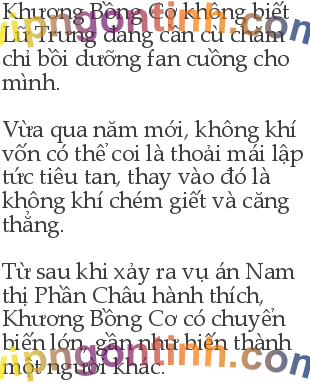 Khương Bồng Cơ không biết
Lữ Trưng đang cần cù chăm
chỉ bồi dưỡng fan cuồng cho
mình.
Vừa qua năm mới, không khí
vốn có thể coi là thoải mái lập
tức tiêu tan, thay vào đó là
không khí chém giết và căng
thẳng.
Từ sau khi xảy ra vụ án Nam
thị Phần Châu hành thích,
Khương Bồng Cơ có chuyển
biến lớn, gần như biến thành
một người khác.
vipngontinh.com
vipngontinh.com